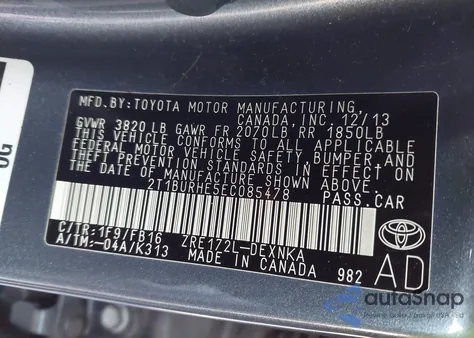 MFD. BY: TOYOTA MOTOR MANUFACTURING,
CANADA, INC. 12/13
GVWR 3820 LB GAWR FR 2070LB RR 1850LB
THIS VEHICLE CONFORMS TO ALL APPLICABLE
FEDERAL MOTOR VEHICLE SAFETY, BUMPER, AND
THEFT PREVENTION STANDARDS IN EFFECT ON
THE DATE OF MANUFACTURE SHOWN ABOVE.
2T1BURHE5EC085478 PASS. CAR
C/TR: 1F9/FB16 ZRE172L-DEXNKA
A/TM: -04A/K313 MADE IN CANADA 982
TOYOTA
AD
OG
autoSnap